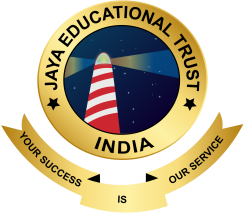 JAYA EDUCATIONAL TRUST
INDIA
YOUR SUCCESS
IS
OUR SERVICE